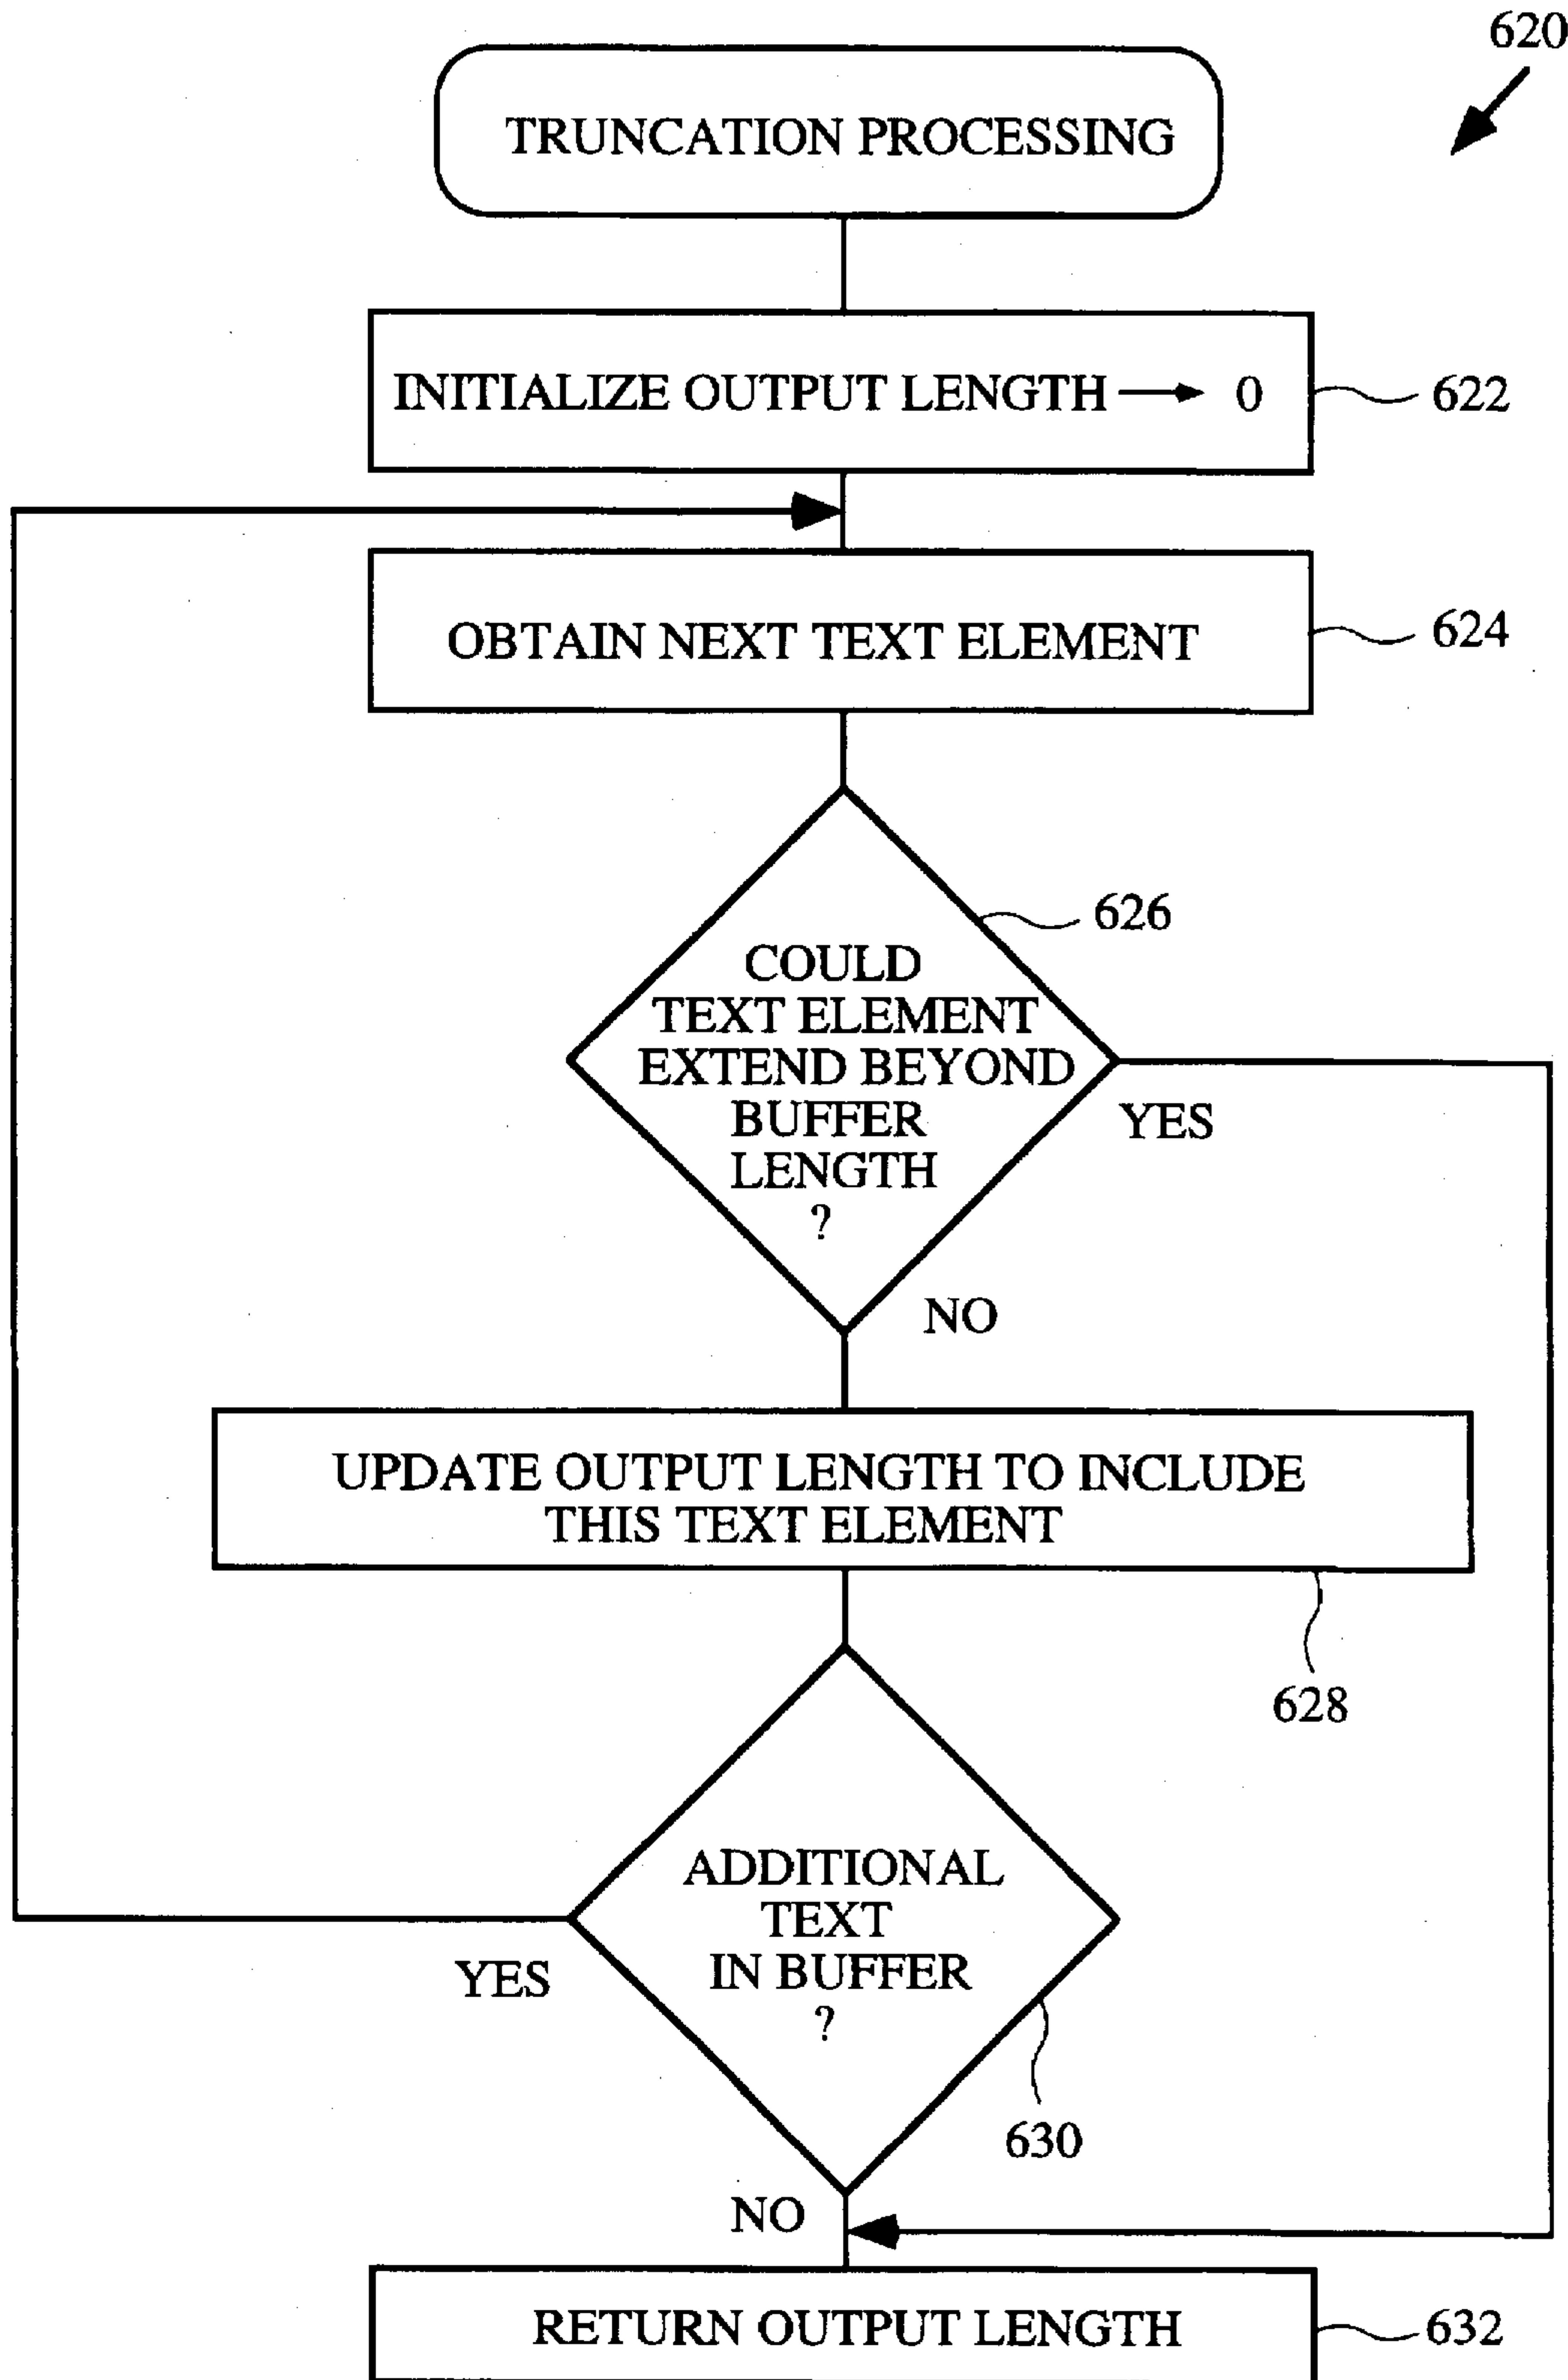 620
TRUNCATION PROCESSING
INITIALIZE OUTPUT LENGTH → 0
622
OBTAIN NEXT TEXT ELEMENT
624
626
COULD
TEXT ELEMENT
EXTEND BEYOND
BUFFER
LENGTH
?
YES
NO
UPDATE OUTPUT LENGTH TO INCLUDE
THIS TEXT ELEMENT
628
ADDITIONAL
TEXT
IN BUFFER
?
YES
630
NO
RETURN OUTPUT LENGTH
632